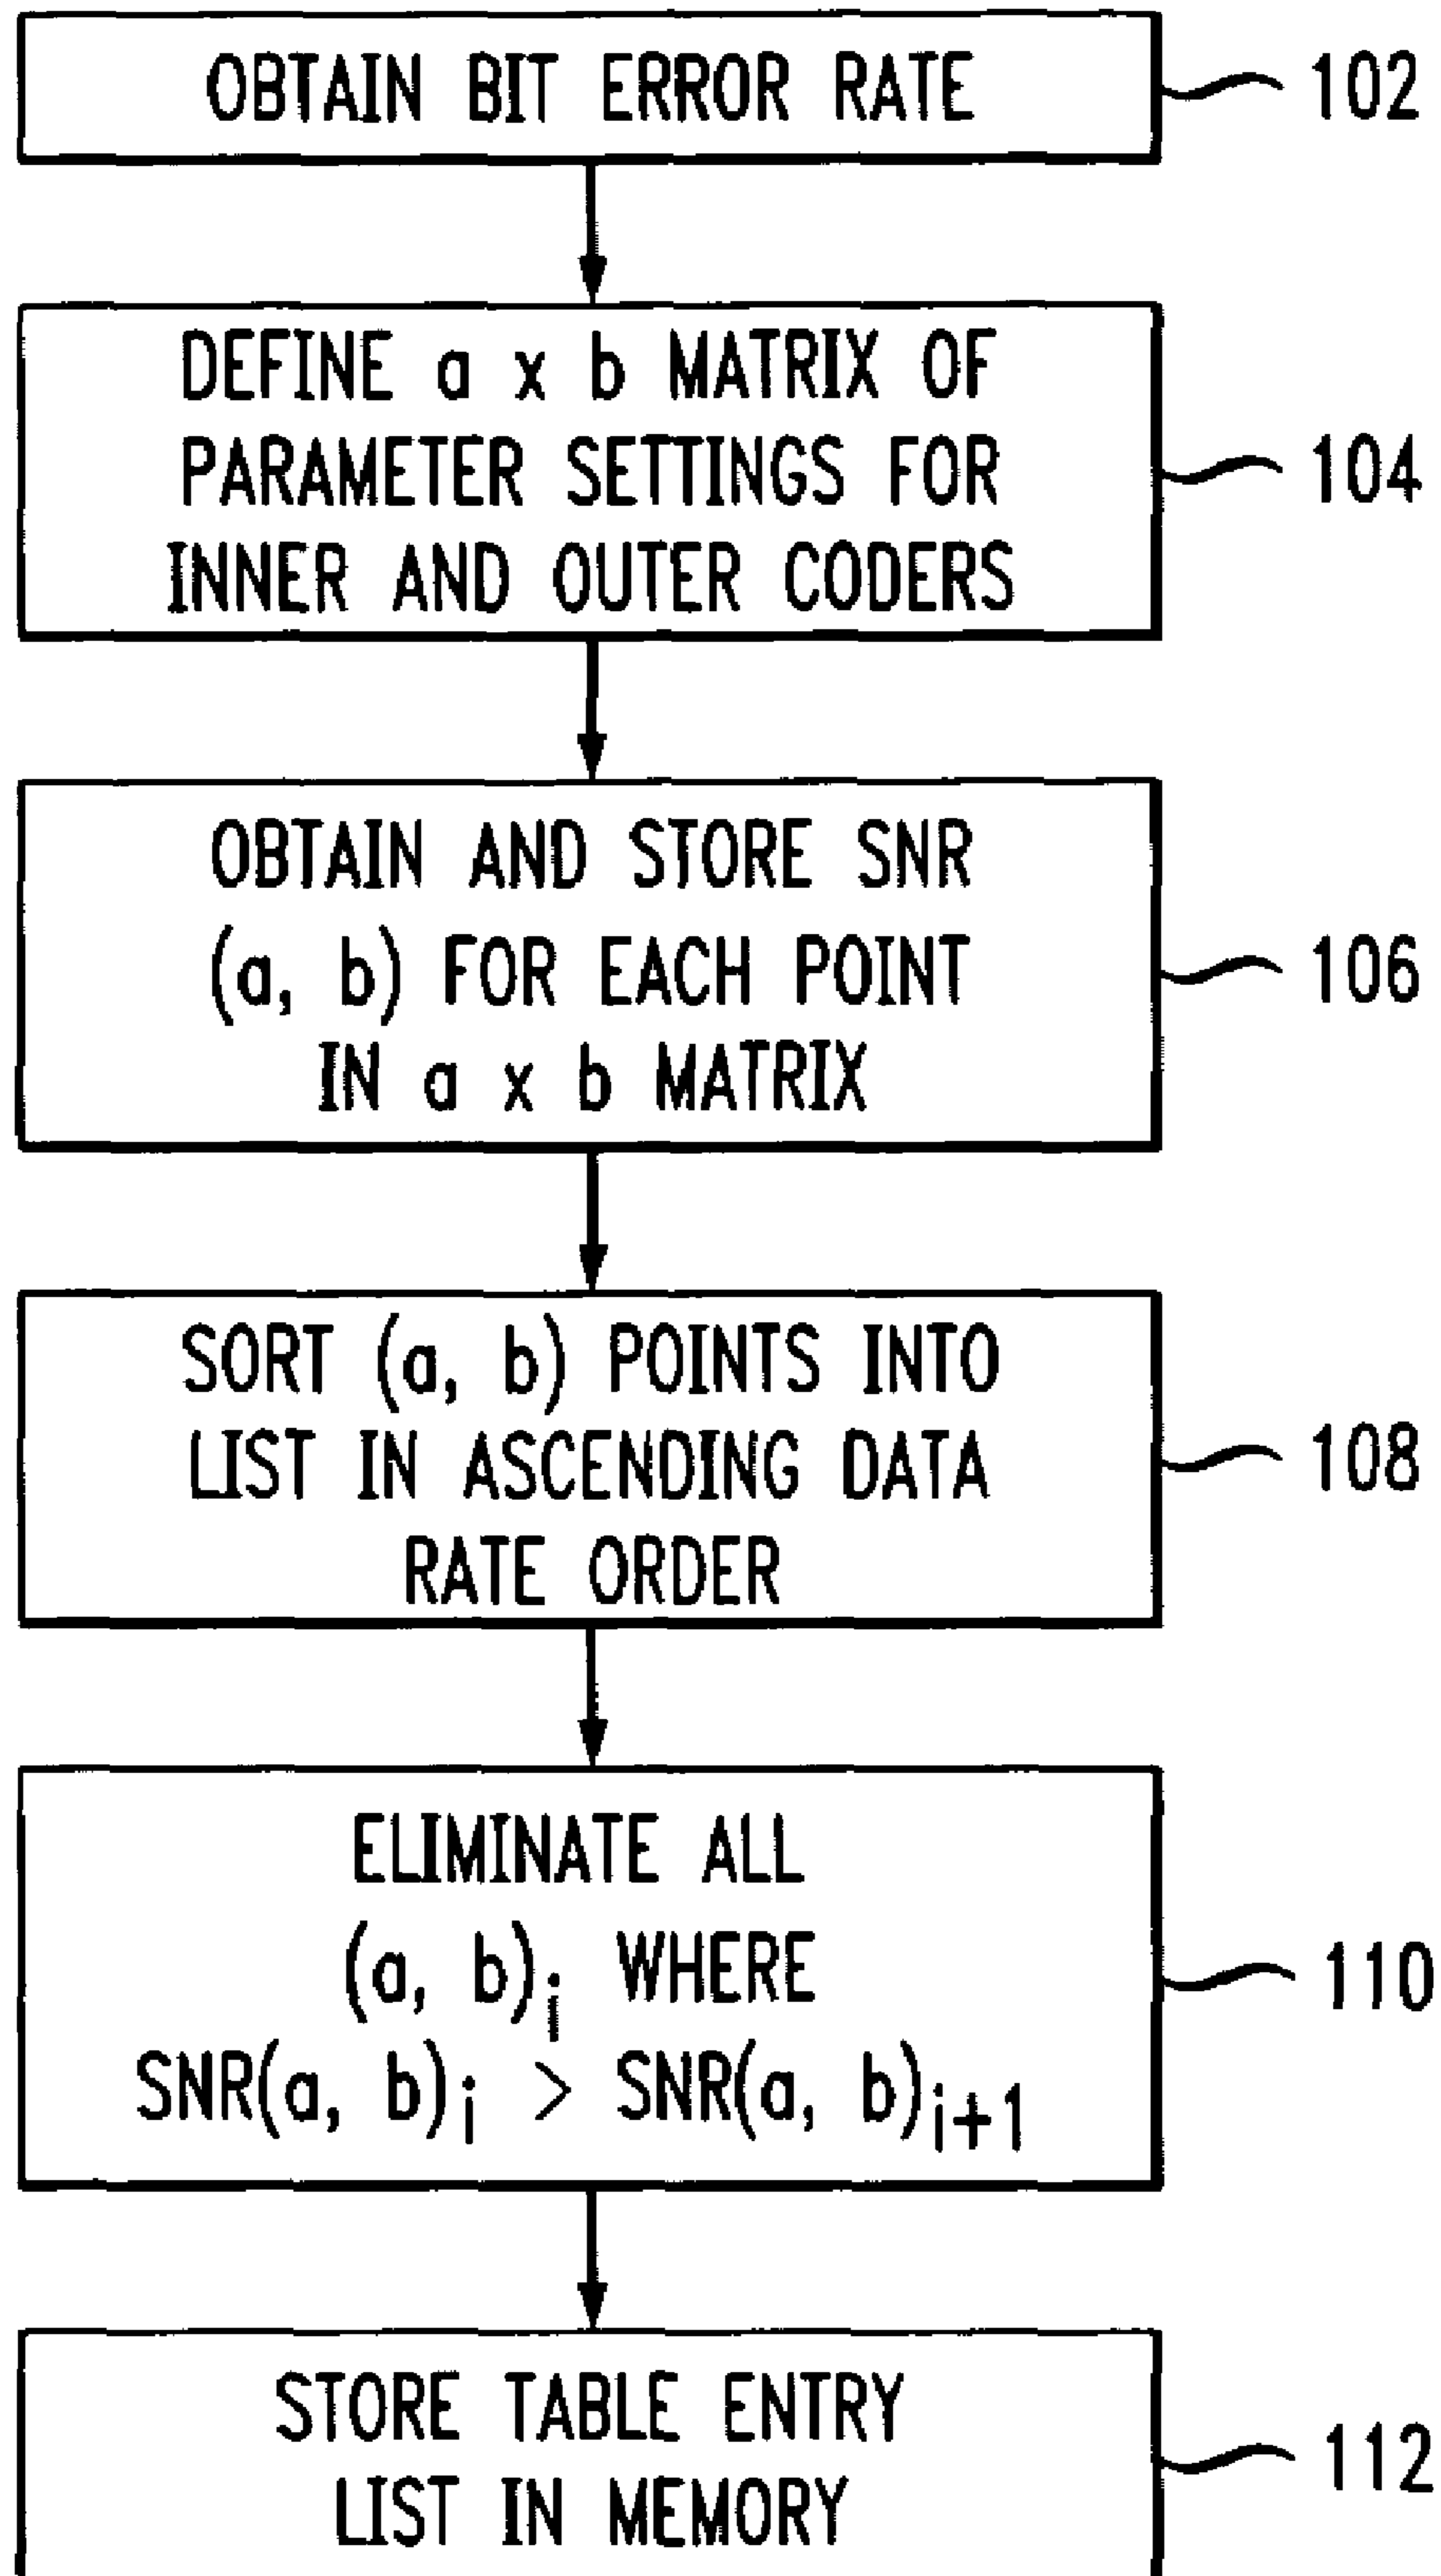 OBTAIN BIT ERROR RATE
102
DEFINE a x b MATRIX OF
PARAMETER SETTINGS FOR
INNER AND OUTER CODERS
104
OBTAIN AND STORE SNR
(a, b) FOR EACH POINT
IN a x b MATRIX
106
SORT (a, b) POINTS INTO
LIST IN ASCENDING DATA
RATE ORDER
108
ELIMINATE ALL
(a, b)i WHERE
SNR(a, b)i > SNR(a, b)i+1
110
STORE TABLE ENTRY
LIST IN MEMORY
112